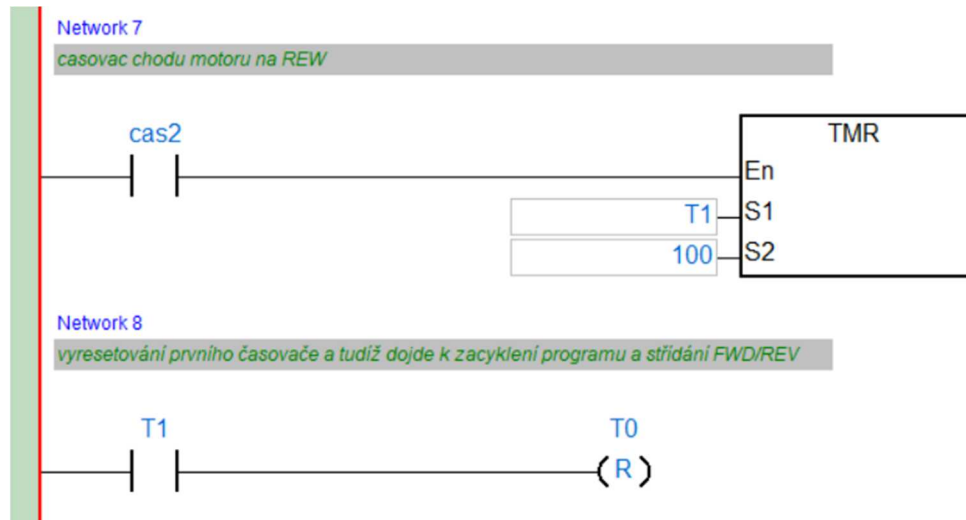 Network 7
casovac chodu motoru na REW
cas2
TMR
En
T1 S1
100 S2
Network 8
vyresetování prvního časovače a tudíž dojde k zacyklení programu a střídání FWD/REV
T1 T0
R